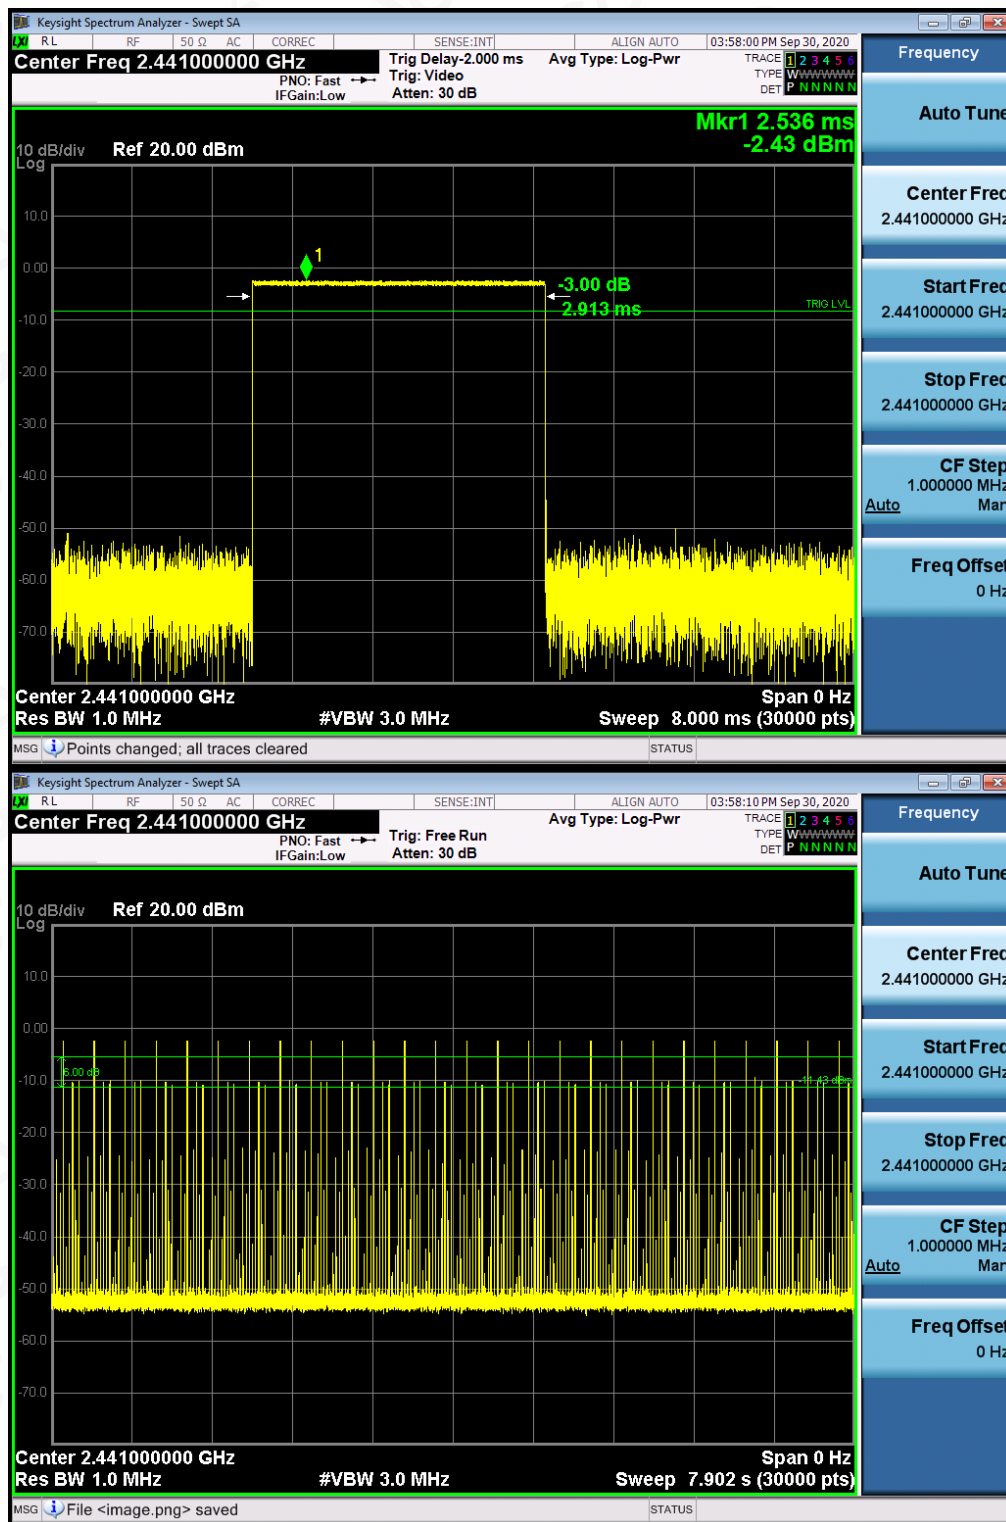 Keysight Spectrum Analyzer - Swept SA
LXI RL RF 50 Ω AC CORREC SENSE:INT ALIGN AUTO 03:58:00 PM Sep 30, 2020
Center Freq 2.441000000 GHz
PNO: Fast
IFGain:Low
Trig Delay-2.000 ms
Trig: Video
Atten: 30 dB
Avg Type: Log-Pwr
TRACE 1 2 3 4 5 6
TYPE WWWWWWW
DET P N N N N N
Mkr1 2.536 ms
-2.43 dBm
10 dB/div Ref 20.00 dBm
Log
10.0
1
0.00
-3.00 dB
2.913 ms
TRIG LVL
-10.0
-20.0
-30.0
-40.0
-50.0
-60.0
-70.0
Center 2.441000000 GHz Span 0 Hz
Res BW 1.0 MHz #VBW 3.0 MHz Sweep 8.000 ms (30000 pts)
MSG Points changed; all traces cleared STATUS
Frequency
Auto Tune
Center Freq
2.441000000 GHz
Start Freq
2.441000000 GHz
Stop Freq
2.441000000 GHz
CF Step
1.000000 MHz
Auto Man
Freq Offset
0 Hz
Keysight Spectrum Analyzer - Swept SA
LXI RL RF 50 Ω AC CORREC SENSE:INT ALIGN AUTO 03:58:10 PM Sep 30, 2020
Center Freq 2.441000000 GHz
PNO: Fast
IFGain:Low
Trig: Free Run
Atten: 30 dB
Avg Type: Log-Pwr
TRACE 1 2 3 4 5 6
TYPE WWWWWWW
DET P N N N N N
10 dB/div Ref 20.00 dBm
Log
10.0
0.00
6.00 dB
-10.0
-11.43 dBm
-20.0
-30.0
-40.0
-50.0
-60.0
-70.0
Center 2.441000000 GHz Span 0 Hz
Res BW 1.0 MHz #VBW 3.0 MHz Sweep 7.902 s (30000 pts)
MSG File <image.png> saved STATUS
Frequency
Auto Tune
Center Freq
2.441000000 GHz
Start Freq
2.441000000 GHz
Stop Freq
2.441000000 GHz
CF Step
1.000000 MHz
Auto Man
Freq Offset
0 Hz